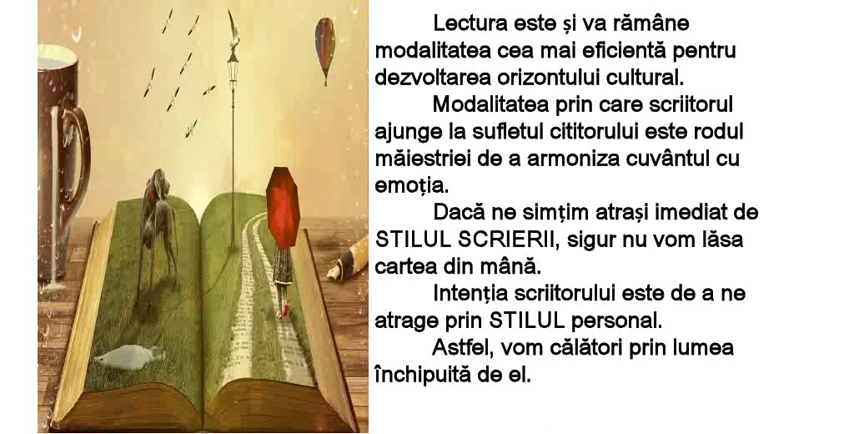 Lectura este și va rămâne
modalitatea cea mai eficientă pentru
dezvoltarea orizontului cultural.
Modalitatea prin care scriitorul
ajunge la sufletul cititorului este rodul
măiestriei de a armoniza cuvântul cu
emoția.
Dacă ne simțim atrași imediat de
STILUL SCRIERII, sigur nu vom lăsa
cartea din mână.
Intenția scriitorului este de a ne
atrage prin STILUL personal.
Astfel, vom călători prin lumea
închipuită de el.